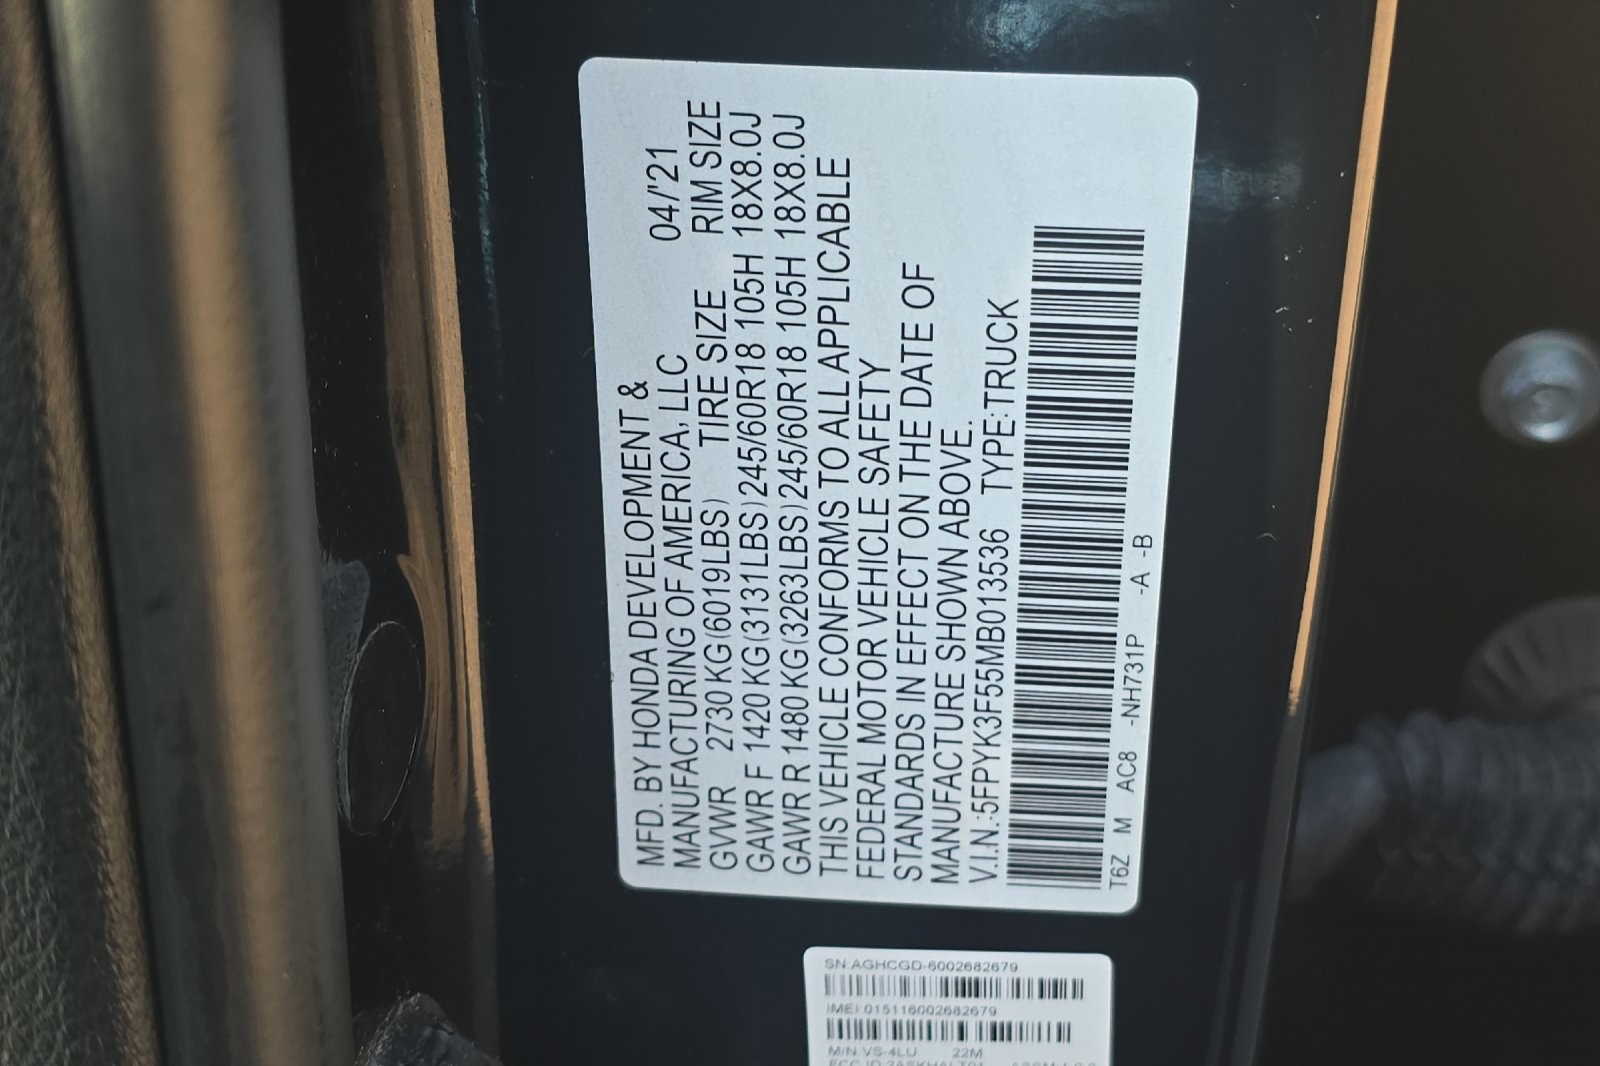 MFD. BY HONDA DEVELOPMENT &
MANUFACTURING OF AMERICA, LLC 04/'21
GVWR 2730 KG(6019LBS) TIRE SIZE RIM SIZE
GAWR F 1420 KG(3131LBS)245/60R18 105H 18X8.0J
GAWR R 1480 KG(3263LBS)245/60R18 105H 18X8.0J
THIS VEHICLE CONFORMS TO ALL APPLICABLE
FEDERAL MOTOR VEHICLE SAFETY
STANDARDS IN EFFECT ON THE DATE OF
MANUFACTURE SHOWN ABOVE.
V.I.N.:5FPYK3F55MB013536 TYPE:TRUCK
T6Z M AC8 -NH731P -A -B
SN:AGHCGD-6002682679
IMEI:015116002682679
M/N:VS-4LU 22M